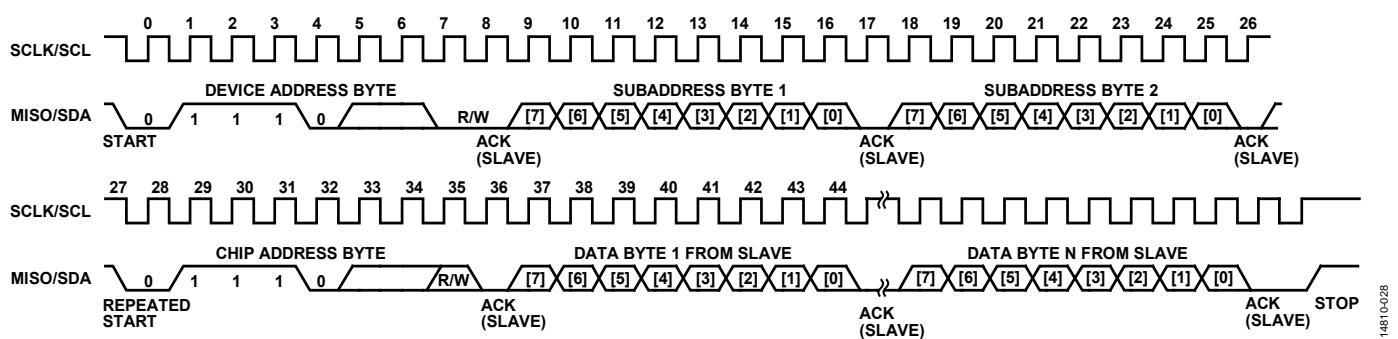 0 1 2 3 4 5 6 7 8 9 10 11 12 13 14 15 16 17 18 19 20 21 22 23 24 25 26
SCLK/SCL
DEVICE ADDRESS BYTE SUBADDRESS BYTE 1 SUBADDRESS BYTE 2
MISO/SDA 0 1 1 1 0 R/W [7] [6] [5] [4] [3] [2] [1] [0] [7] [6] [5] [4] [3] [2] [1] [0]
START ACK (SLAVE) ACK (SLAVE) ACK (SLAVE)
27 28 29 30 31 32 33 34 35 36 37 38 39 40 41 42 43 44
SCLK/SCL
CHIP ADDRESS BYTE DATA BYTE 1 FROM SLAVE DATA BYTE N FROM SLAVE
MISO/SDA 0 1 1 1 0 R/W [7] [6] [5] [4] [3] [2] [1] [0] [7] [6] [5] [4] [3] [2] [1] [0]
REPEATED START ACK (SLAVE) ACK (SLAVE) ACK (SLAVE) STOP
14810-028